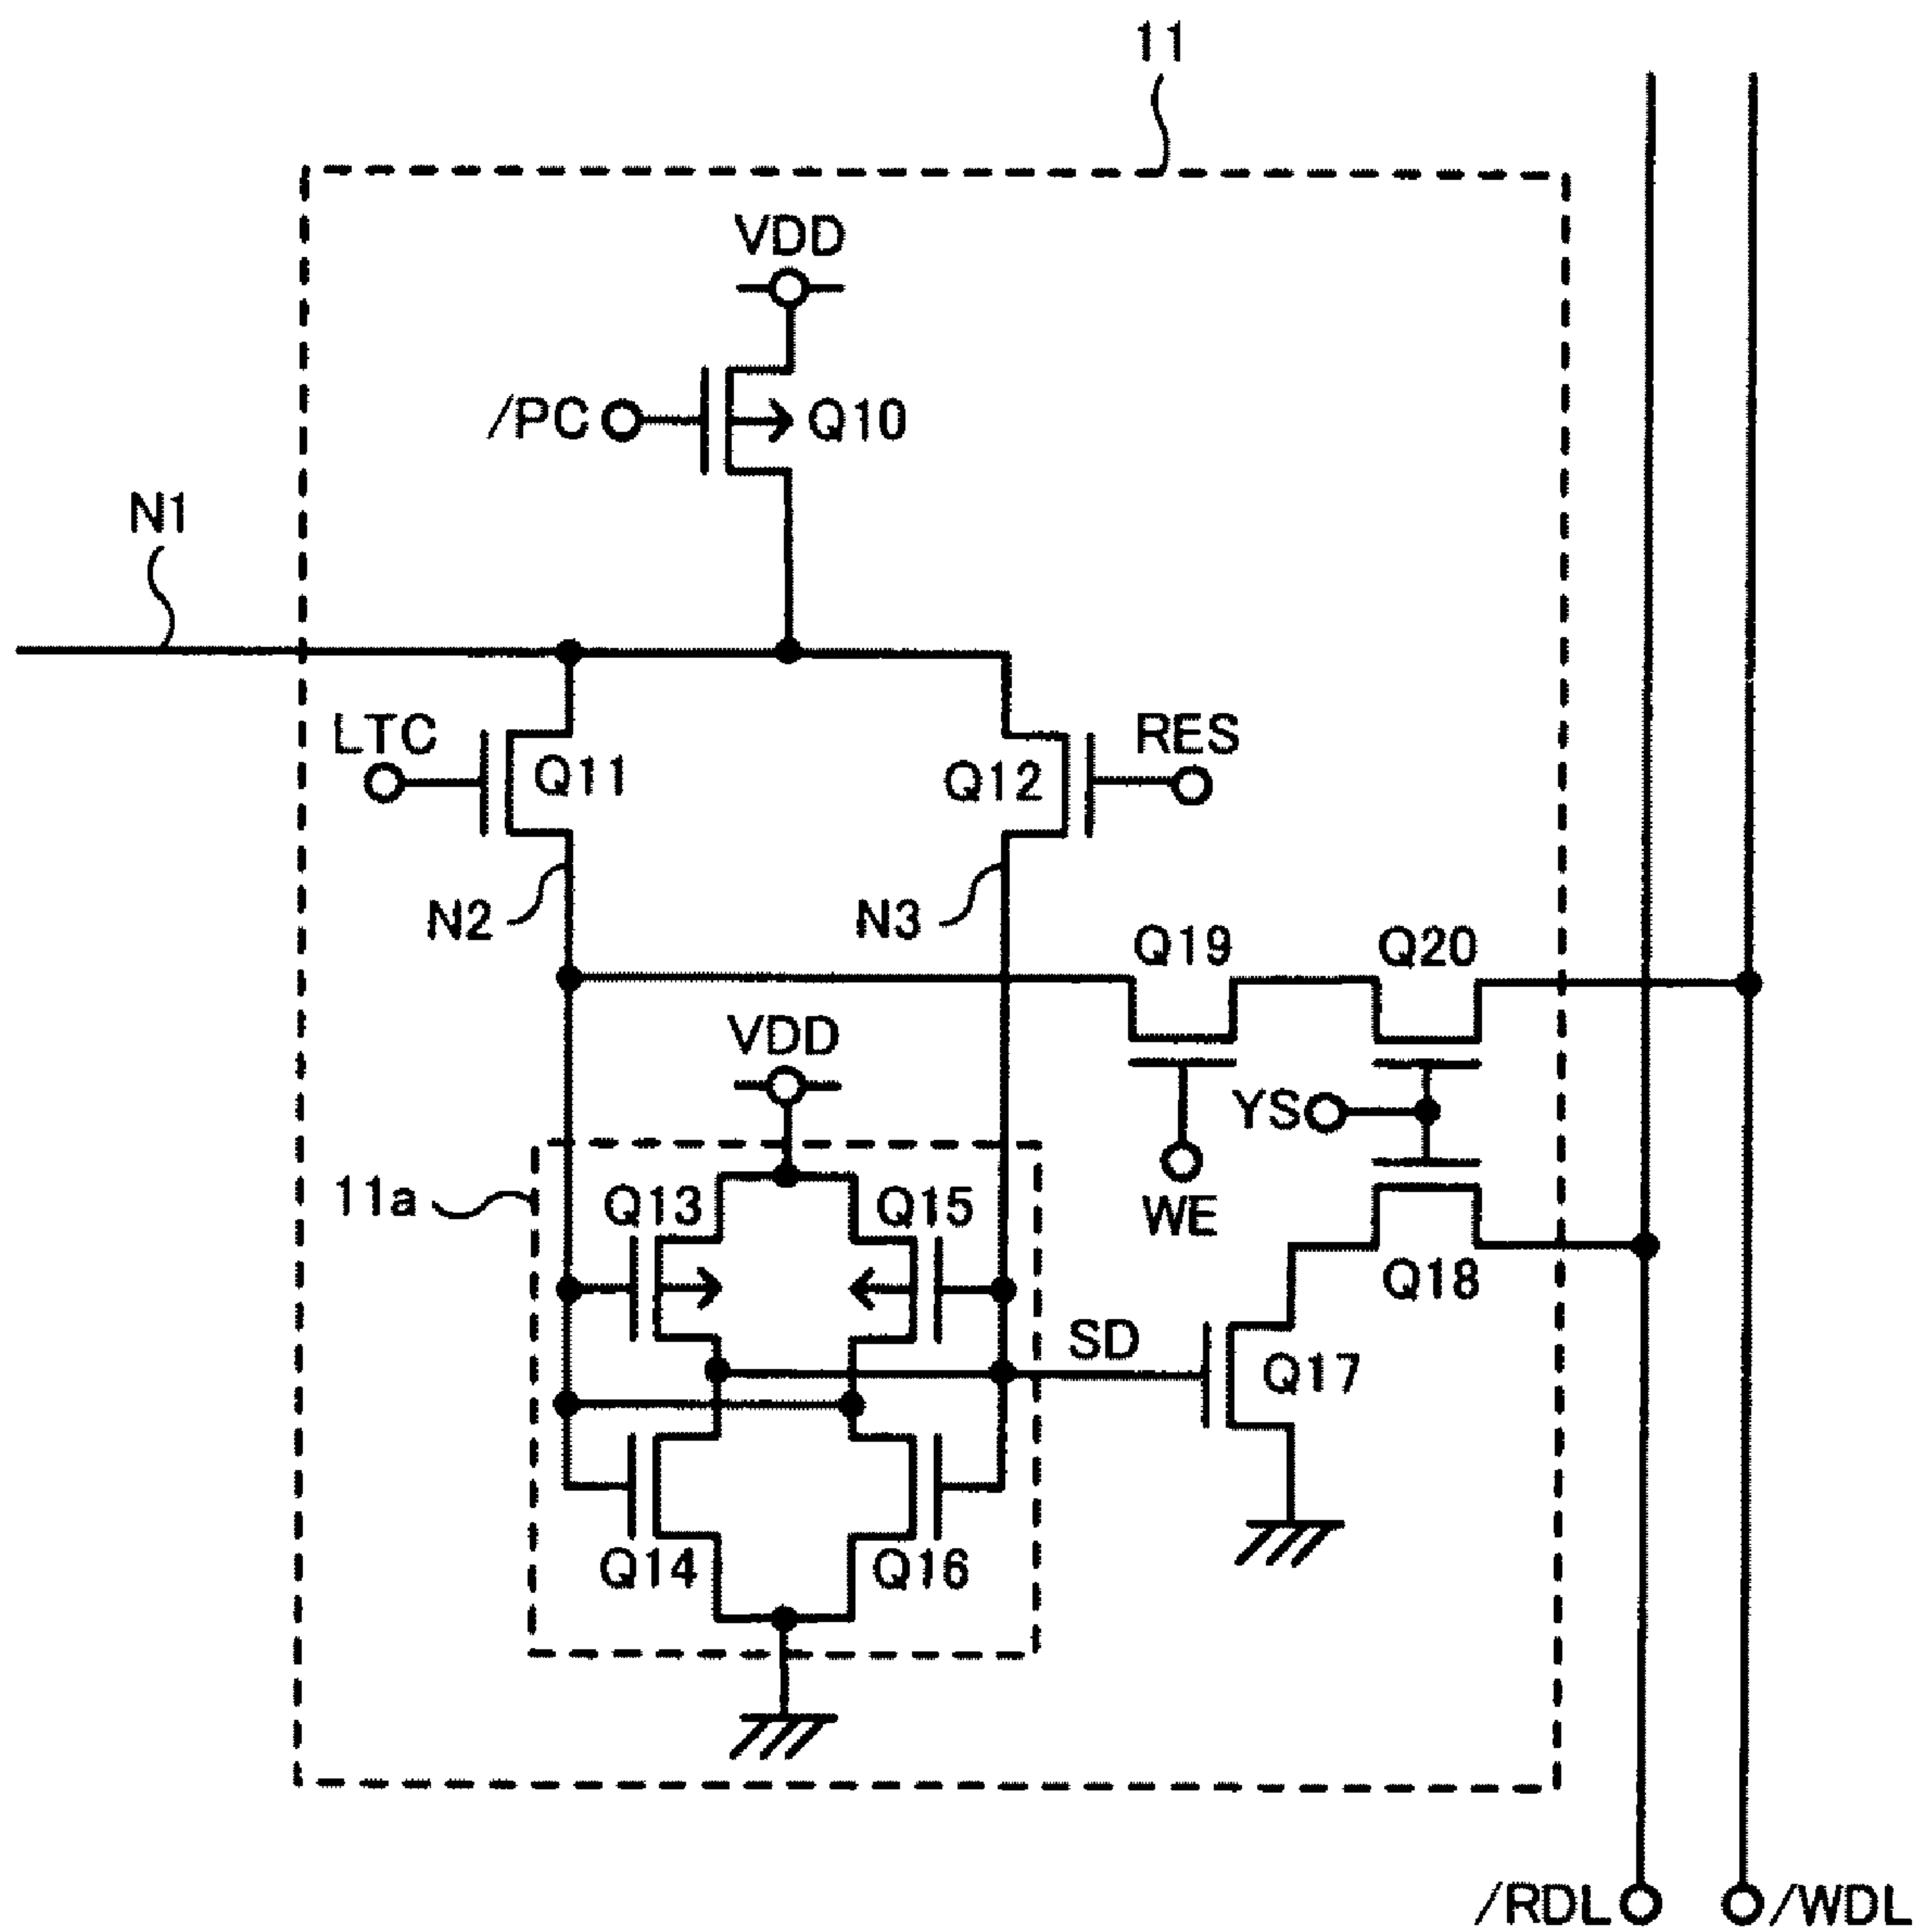 11
VDD
/PC
Q10
N1
LTC
Q11
Q12
RES
N2
N3
Q19
Q20
VDD
YS
11a
Q13
Q15
WE
Q18
SD
Q17
Q14
Q16
/RDL
/WDL